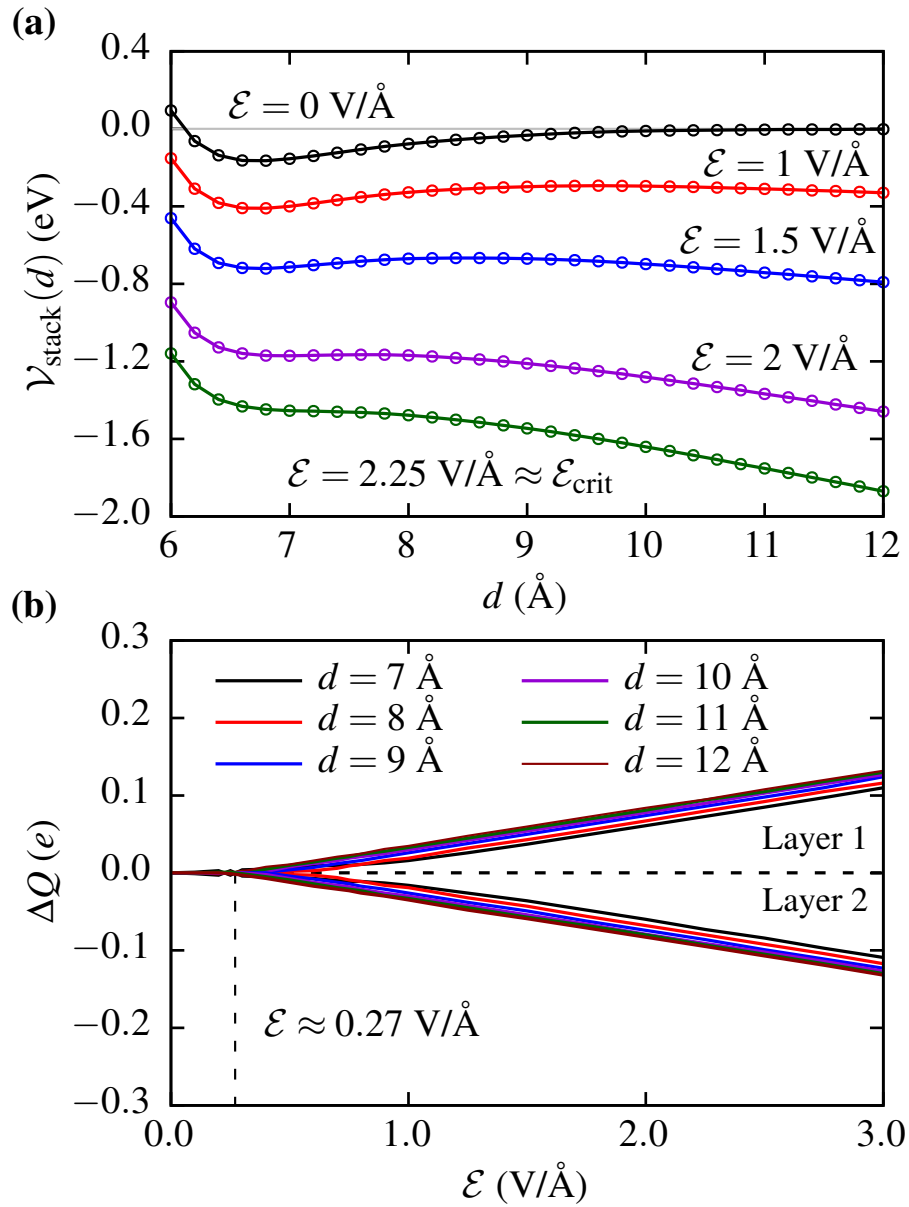 (a)
𝒱stack(d) (eV)
0.4
0.0
−0.4
−0.8
−1.2
−1.6
−2.0
ℰ = 0 V/Å
ℰ = 1 V/Å
ℰ = 1.5 V/Å
ℰ = 2 V/Å
ℰ = 2.25 V/Å ≈ ℰcrit
6 7 8 9 10 11 12
d (Å)
(b)
ΔQ (e)
0.3
0.2
0.1
0.0
−0.1
−0.2
−0.3
d = 7 Å
d = 8 Å
d = 9 Å
d = 10 Å
d = 11 Å
d = 12 Å
Layer 1
Layer 2
ℰ ≈ 0.27 V/Å
0.0 1.0 2.0 3.0
ℰ (V/Å)